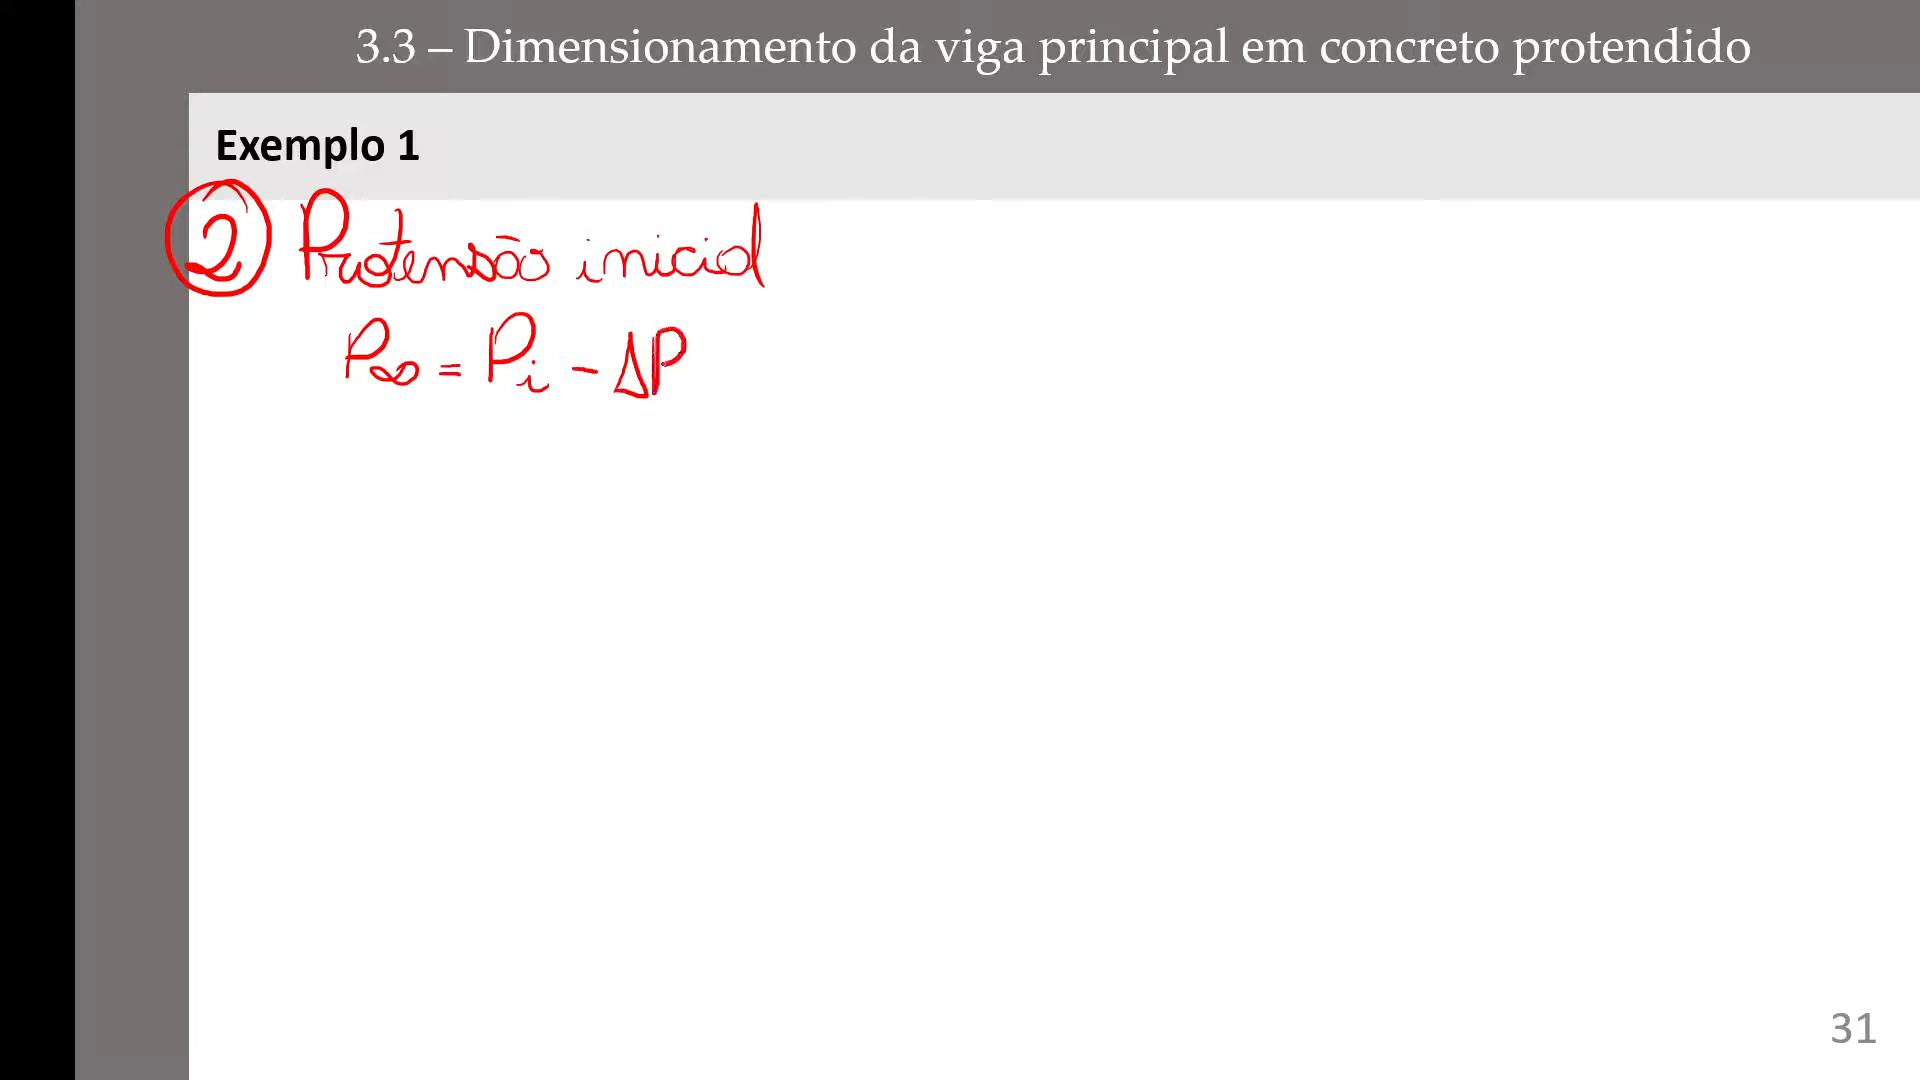 3.3 – Dimensionamento da viga principal em concreto protendido
Exemplo 1
2 Protensão inicial
P∞ = Pi - ΔP
31